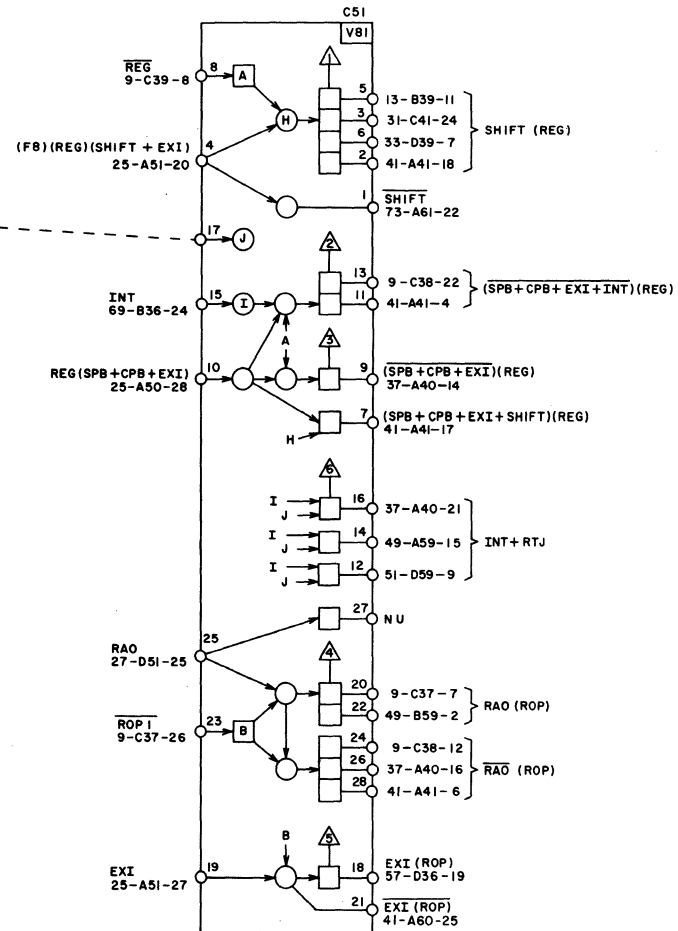 C51
V81
REG
9-C39-8
8
A
1
5
13-B39-11
3
31-C41-24
H
6
33-D39-7
SHIFT (REG)
2
41-A41-18
(F8)(REG)(SHIFT + EXI)
25-A51-20
4
1
SHIFT
73-A61-22
17
J
2
INT
69-B36-24
15
I
13
9-C38-22
11
41-A41-4
(SPB+CPB+EXI+INT)(REG)
A
3
REG(SPB+CPB+EXI)
25-A50-28
10
9
(SPB+CPB+EXI)(REG)
37-A40-14
7
(SPB+CPB+EXI+SHIFT)(REG)
41-A41-17
H
6
I
J
16
37-A40-21
I
J
14
49-A59-15
INT+RTJ
I
J
12
51-D59-9
27
NU
RAO
27-D51-25
25
4
20
9-C37-7
22
49-B59-2
RAO (ROP)
ROP1
9-C37-26
23
B
24
9-C38-12
26
37-A40-16
RAO (ROP)
28
41-A41-6
B
5
EXI
25-A51-27
19
18
EXI (ROP)
57-D36-19
21
EXI (ROP)
41-A60-25